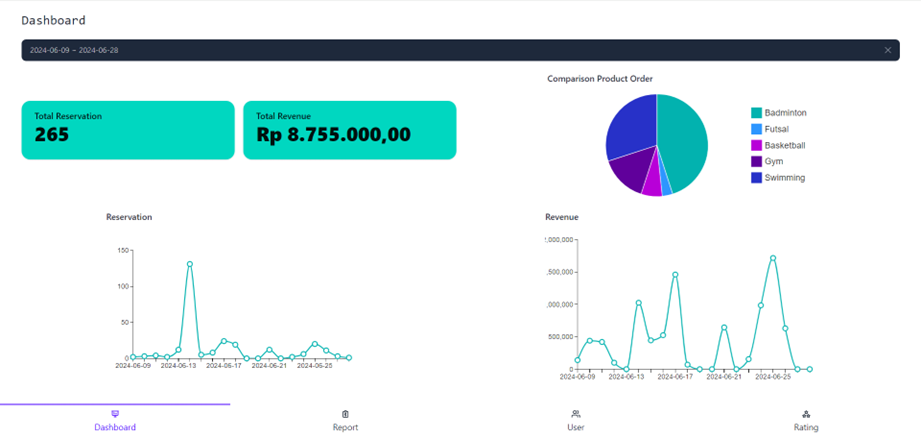 Dashboard
2024-06-09 ~ 2024-06-28
Comparison Product Order
Total Reservation
265
Total Revenue
Rp 8.755.000,00
Badminton
Futsal
Basketball
Gym
Swimming
Reservation
150
100
50
0
2024-06-09 2024-06-13 2024-06-17 2024-06-21 2024-06-25
Revenue
,000,000
,500,000
,000,000
500,000
0
2024-06-09 2024-06-13 2024-06-17 2024-06-21 2024-06-25
Dashboard
Report
User
Rating